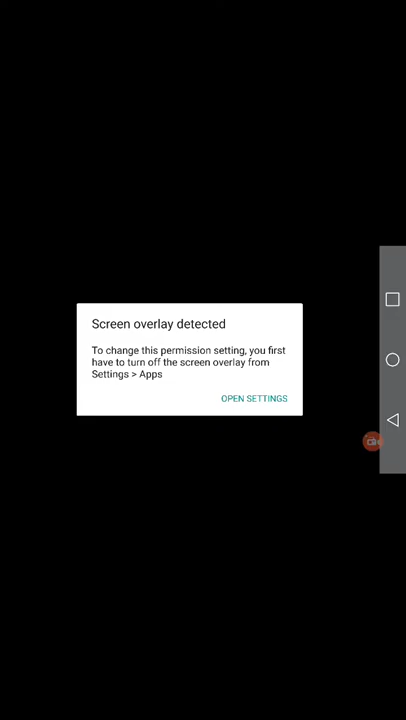 Screen overlay detected
To change this permission setting, you first
have to turn off the screen overlay from
Settings > Apps
OPEN SETTINGS